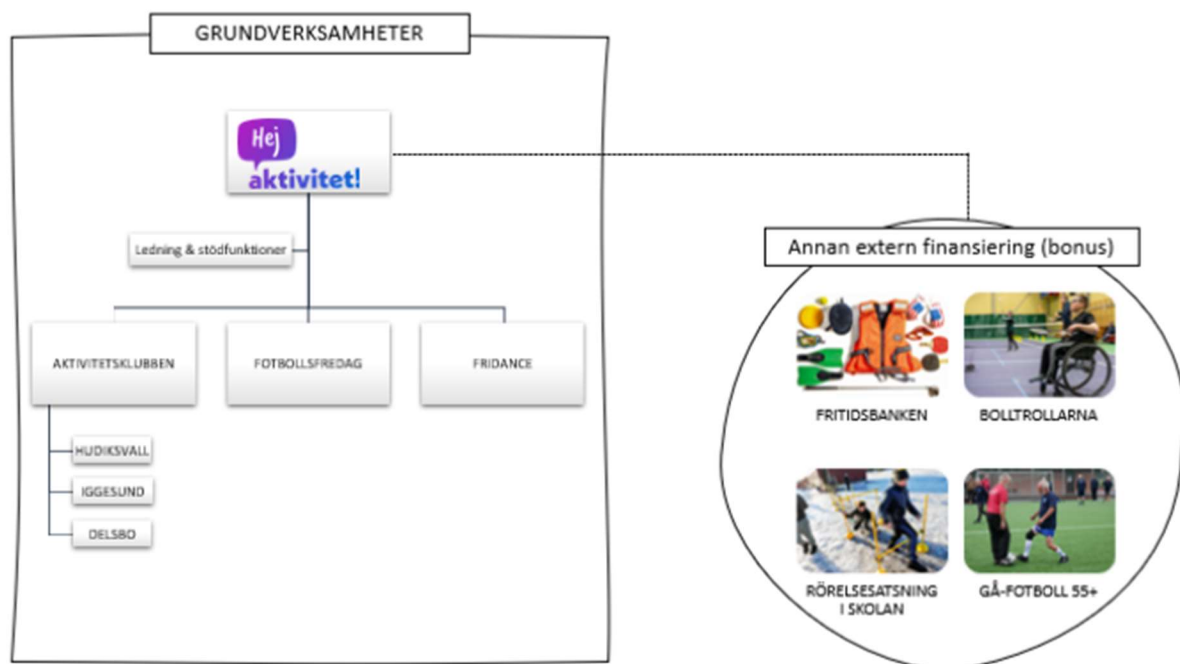 GRUNDVERKSAMHETER
Hej
aktivitet!
Ledning & stödfunktioner
AKTIVITETSKLUBBEN
FOTBOLLSFREDAG
FRIDANCE
HUDIKSVALL
IGGESUND
DELSBO
Annan extern finansiering (bonus)
FRITIDSBANKEN
BOLLTROLLARNA
RÖRELSESATSNING
I SKOLAN
GÅ-FOTBOLL 55+